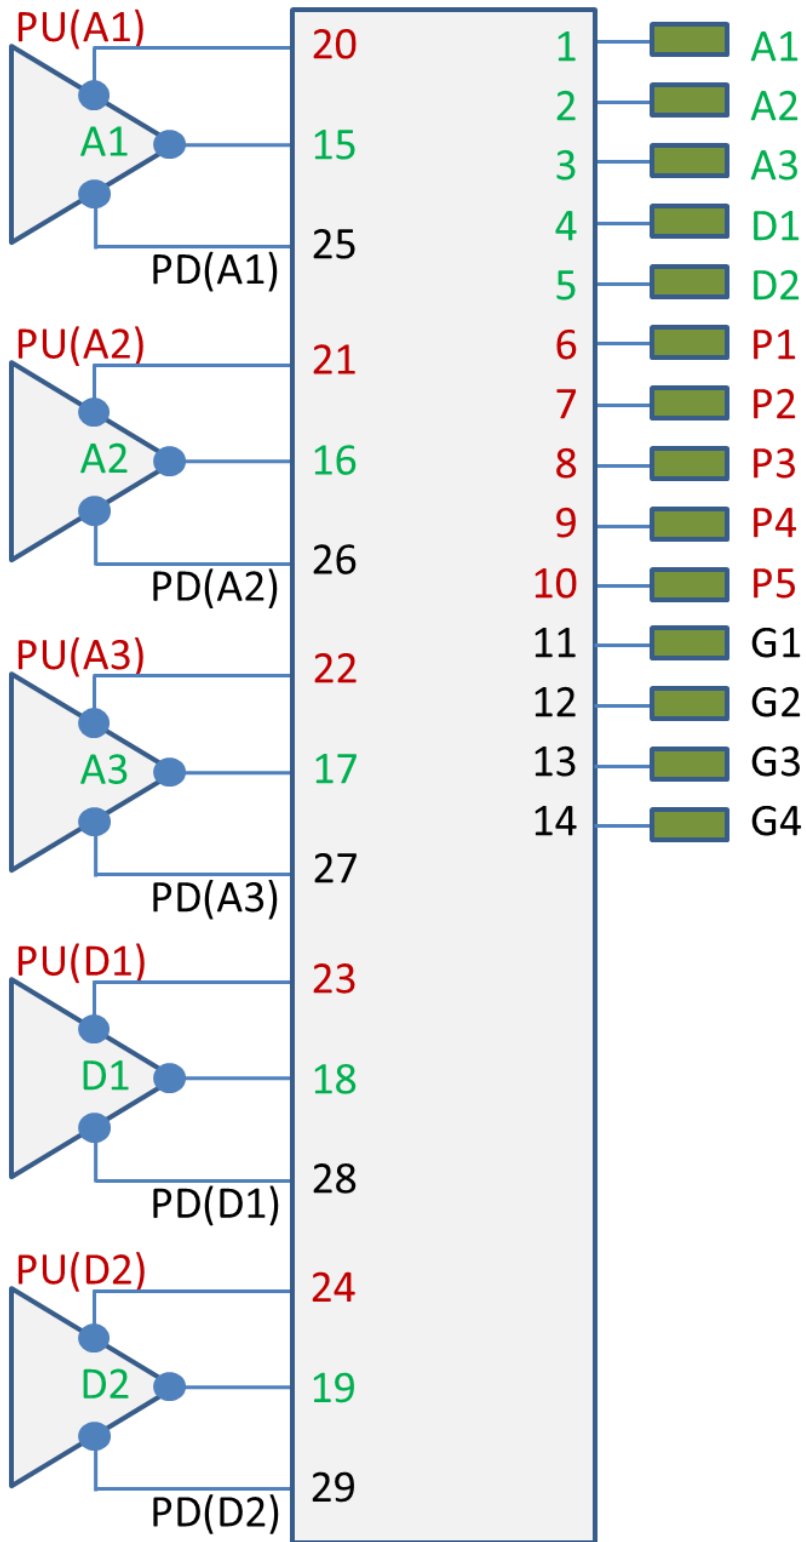 PU(A1) 20 1 A1
2 A2
A1 15
3 A3
4 D1
25
PD(A1)
5 D2
PU(A2) 21 6 P1
7 P2
A2 16 8 P3
9 P4
26
PD(A2)
10 P5
11 G1
PU(A3) 22
12 G2
A3 17 13 G3
14 G4
27
PD(A3)
PU(D1) 23
D1 18
28
PD(D1)
PU(D2) 24
D2 19
29
PD(D2)